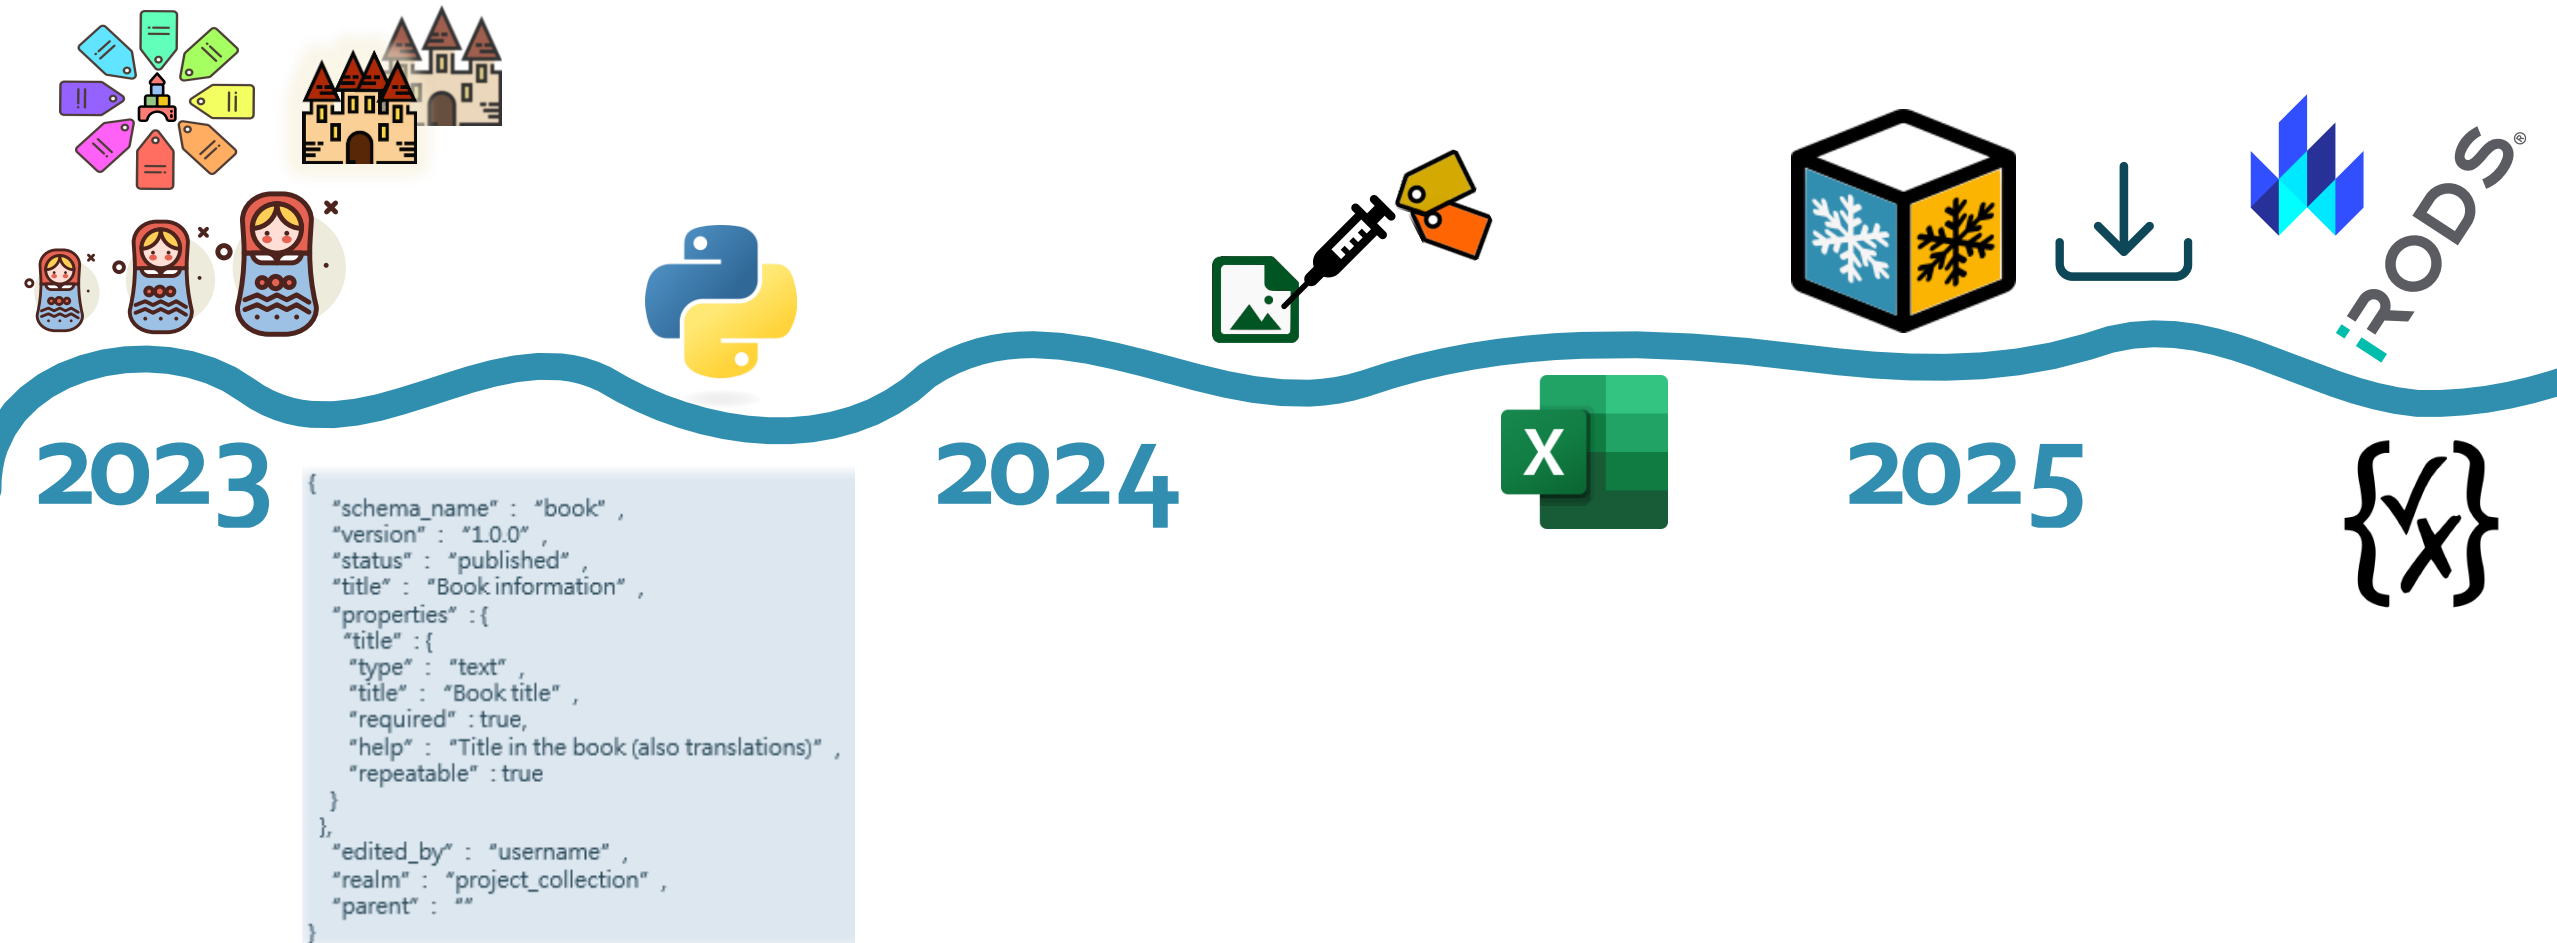 iRODS®
X
2023
2024
2025
{
“schema_name” : “book” ,
“version” : “1.0.0” ,
“status” : “published” ,
“title” : “Book information” ,
“properties” : {
“title” : {
“type” : “text” ,
“title” : “Book title” ,
“required” : true,
“help” : “Title in the book (also translations)” ,
“repeatable” : true
}
},
“edited_by” : “username” ,
“realm” : “project_collection” ,
“parent” : “”
}